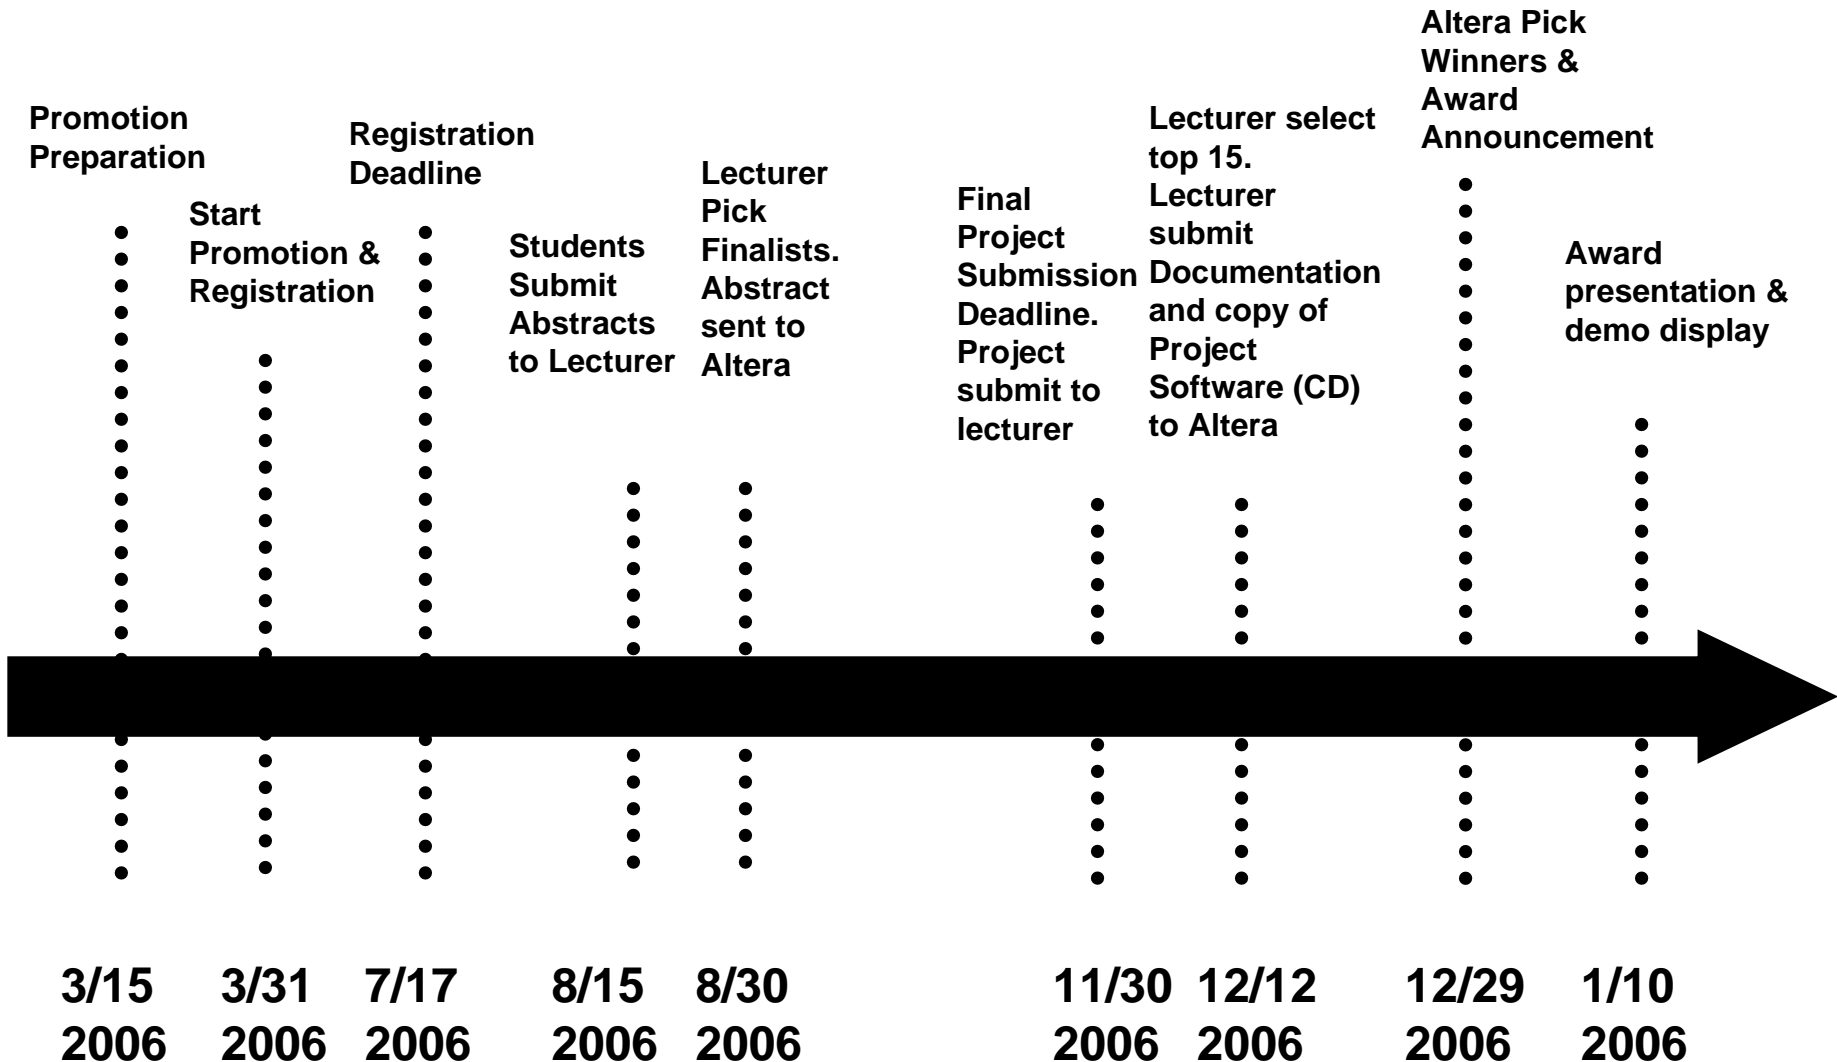 Promotion
Preparation
Start
Promotion &
Registration
Registration
Deadline
Students
Submit
Abstracts
to Lecturer
Lecturer
Pick
Finalists.
Abstract
sent to
Altera
Final
Project
Submission
Deadline.
Project
submit to
lecturer
Lecturer select
top 15.
Lecturer
submit
Documentation
and copy of
Project
Software (CD)
to Altera
Altera Pick
Winners &
Award
Announcement
Award
presentation &
demo display
3/15
2006
3/31
2006
7/17
2006
8/15
2006
8/30
2006
11/30
2006
12/12
2006
12/29
2006
1/10
2006